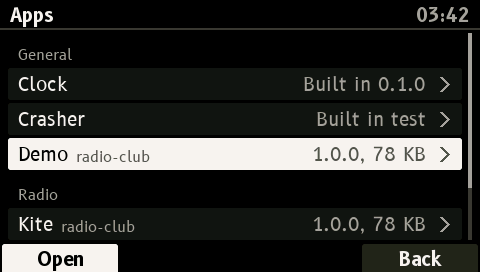 Apps 03:42
General
Clock Built in 0.1.0
Crasher Built in test
Demo radio-club 1.0.0, 78 KB
Radio
Kite radio-club 1.0.0, 78 KB
Open Back